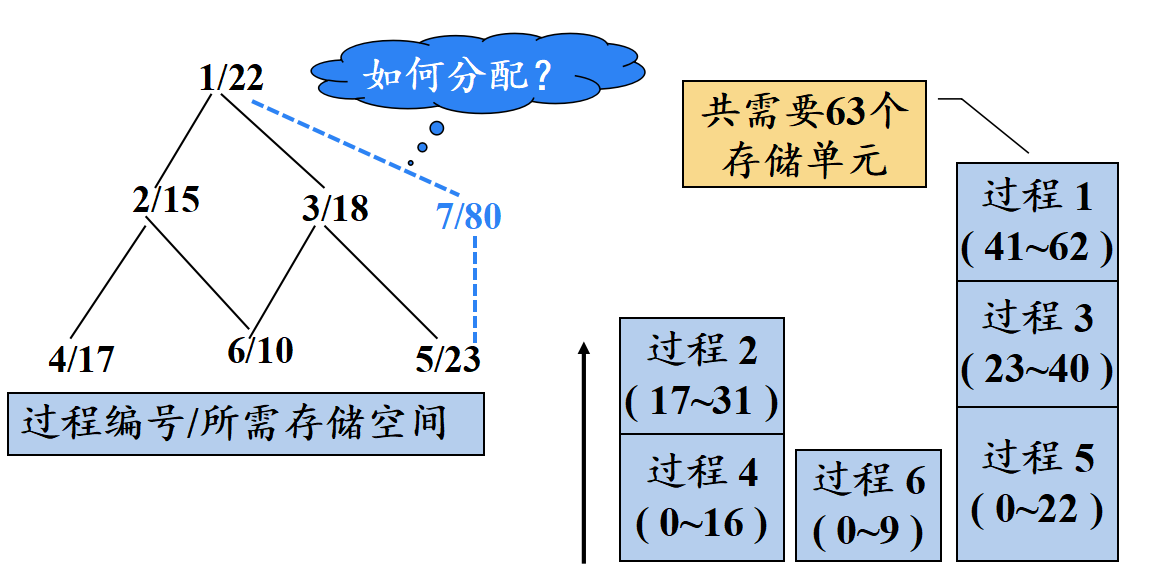 1/22
如何分配？
共需要63个
存储单元
2/15
3/18
7/80
4/17
6/10
5/23
过程编号/所需存储空间
过程 2
( 17~31 )
过程 4
( 0~16 )
过程 6
( 0~9 )
过程 1
( 41~62 )
过程 3
( 23~40 )
过程 5
( 0~22 )